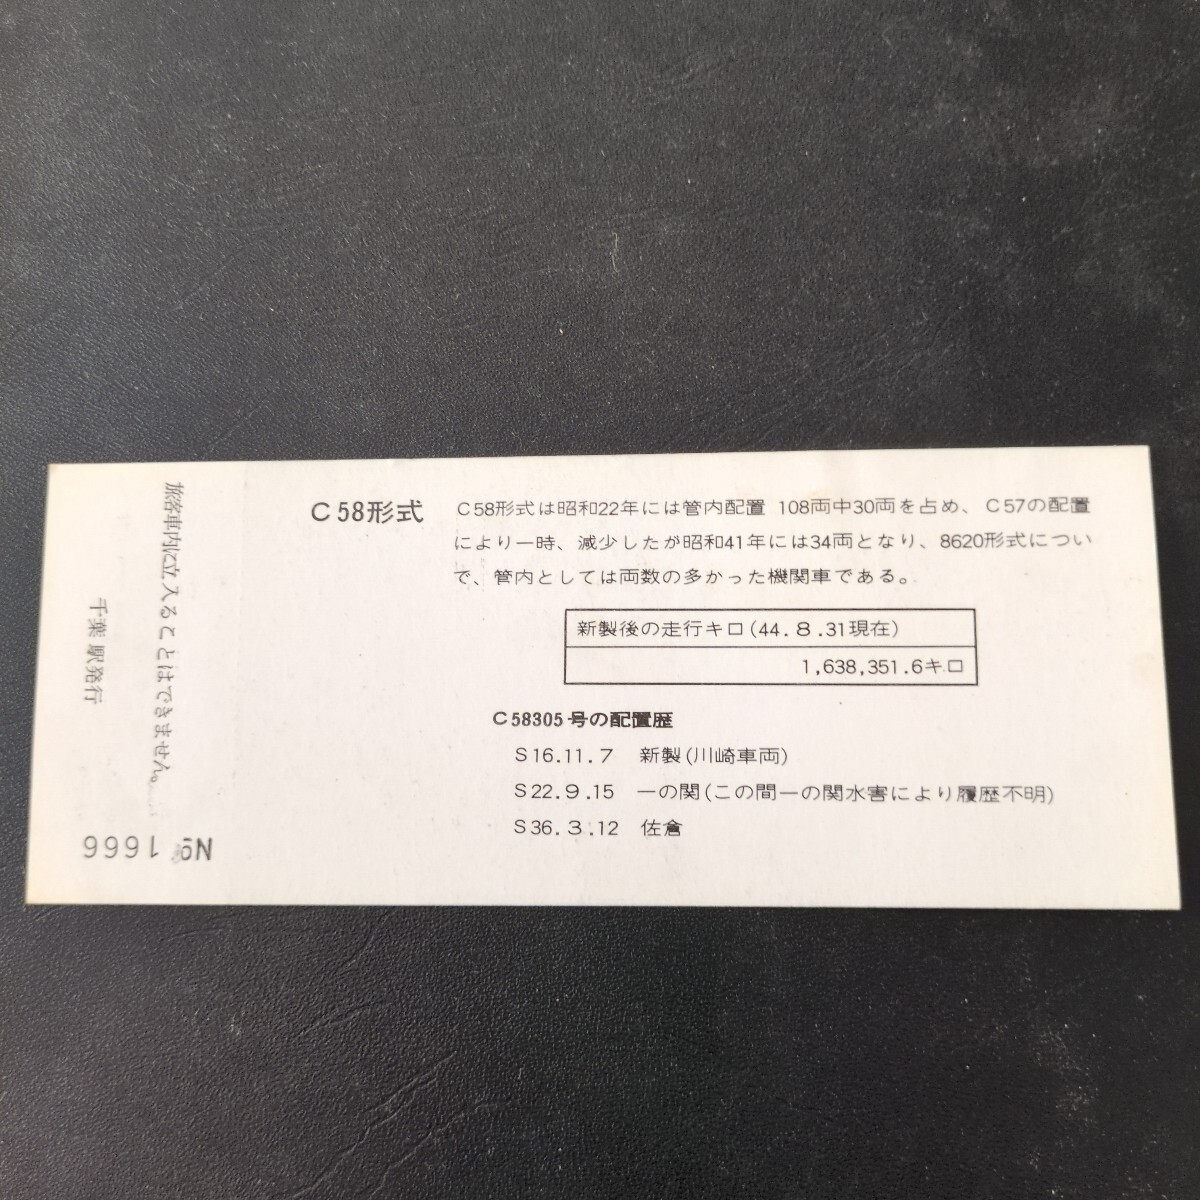 C58形式
C58形式は昭和22年には管内配置 108両中30両を占め、C57の配置
により一時、減少したが昭和41年には34両となり、8620形式につい
で、管内としては両数の多かった機関車である。
新製後の走行キロ(44.8.31現在)
1,638,351.6キロ
C58305号の配置歴
S16.11.7 新製(川崎車両)
S22.9.15 一の関(この間一の関水害により履歴不明)
S36.3.12 佐倉
旅客車内に立入ることはできません。
千葉駅発行
№ 1666